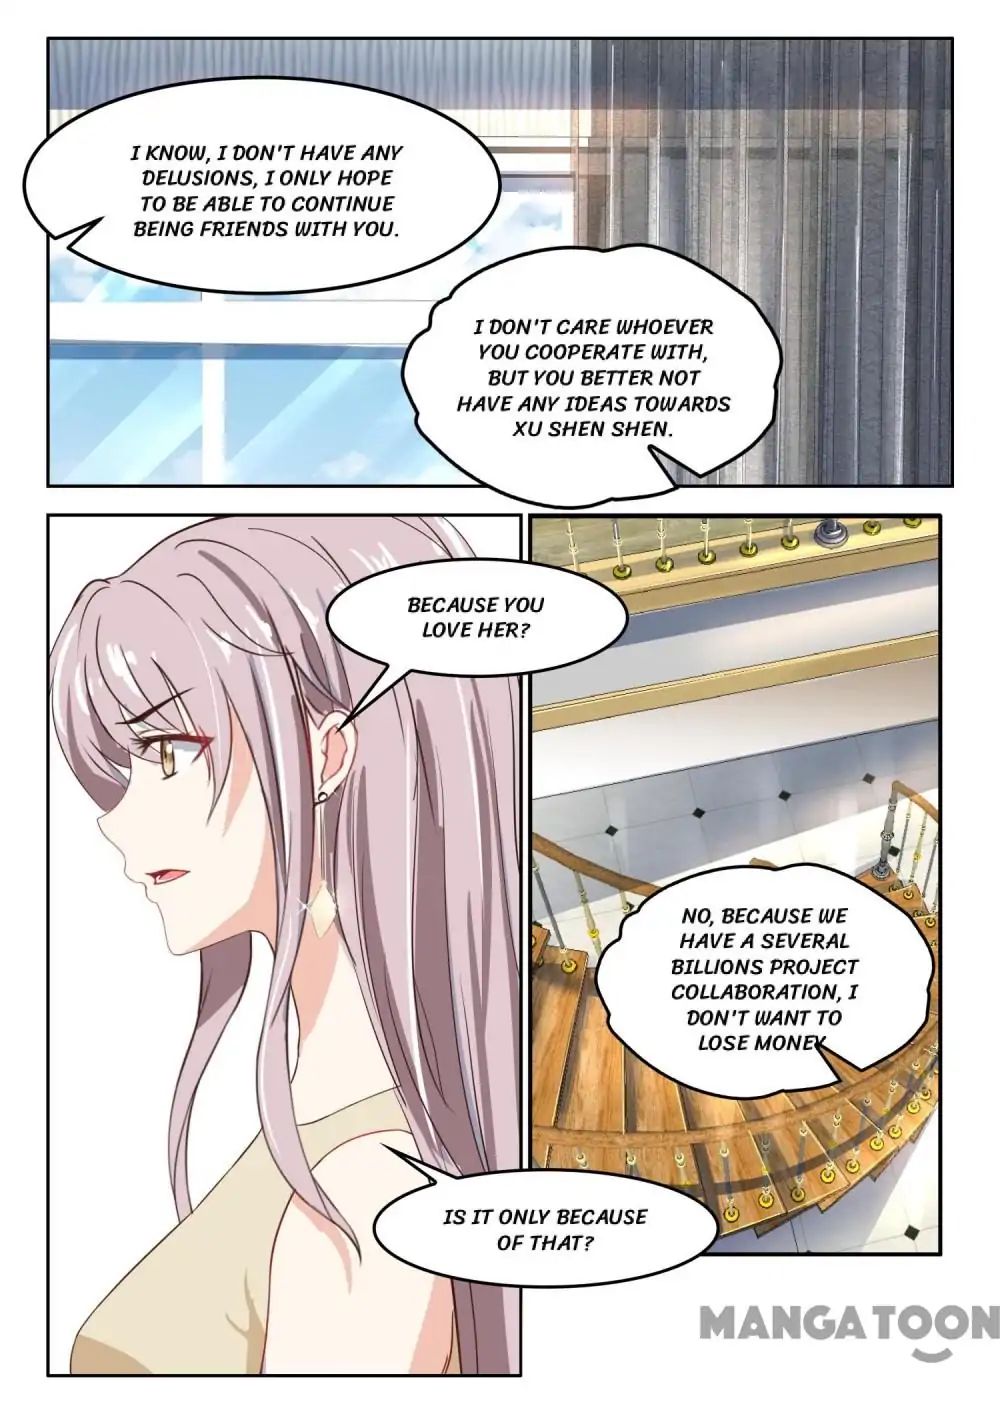 I KNOW, I DON'T HAVE ANY
DELUSIONS, I ONLY HOPE
TO BE ABLE TO CONTINUE
BEING FRIENDS WITH YOU.
I DON'T CARE WHOEVER
YOU COOPERATE WITH,
BUT YOU BETTER NOT
HAVE ANY IDEAS TOWARDS
XU SHEN SHEN.
BECAUSE YOU
LOVE HER?
NO, BECAUSE WE
HAVE A SEVERAL
BILLIONS PROJECT
COLLABORATION, I
DON'T WANT TO
LOSE MONEY
IS IT ONLY BECAUSE
OF THAT?
MANGATOON